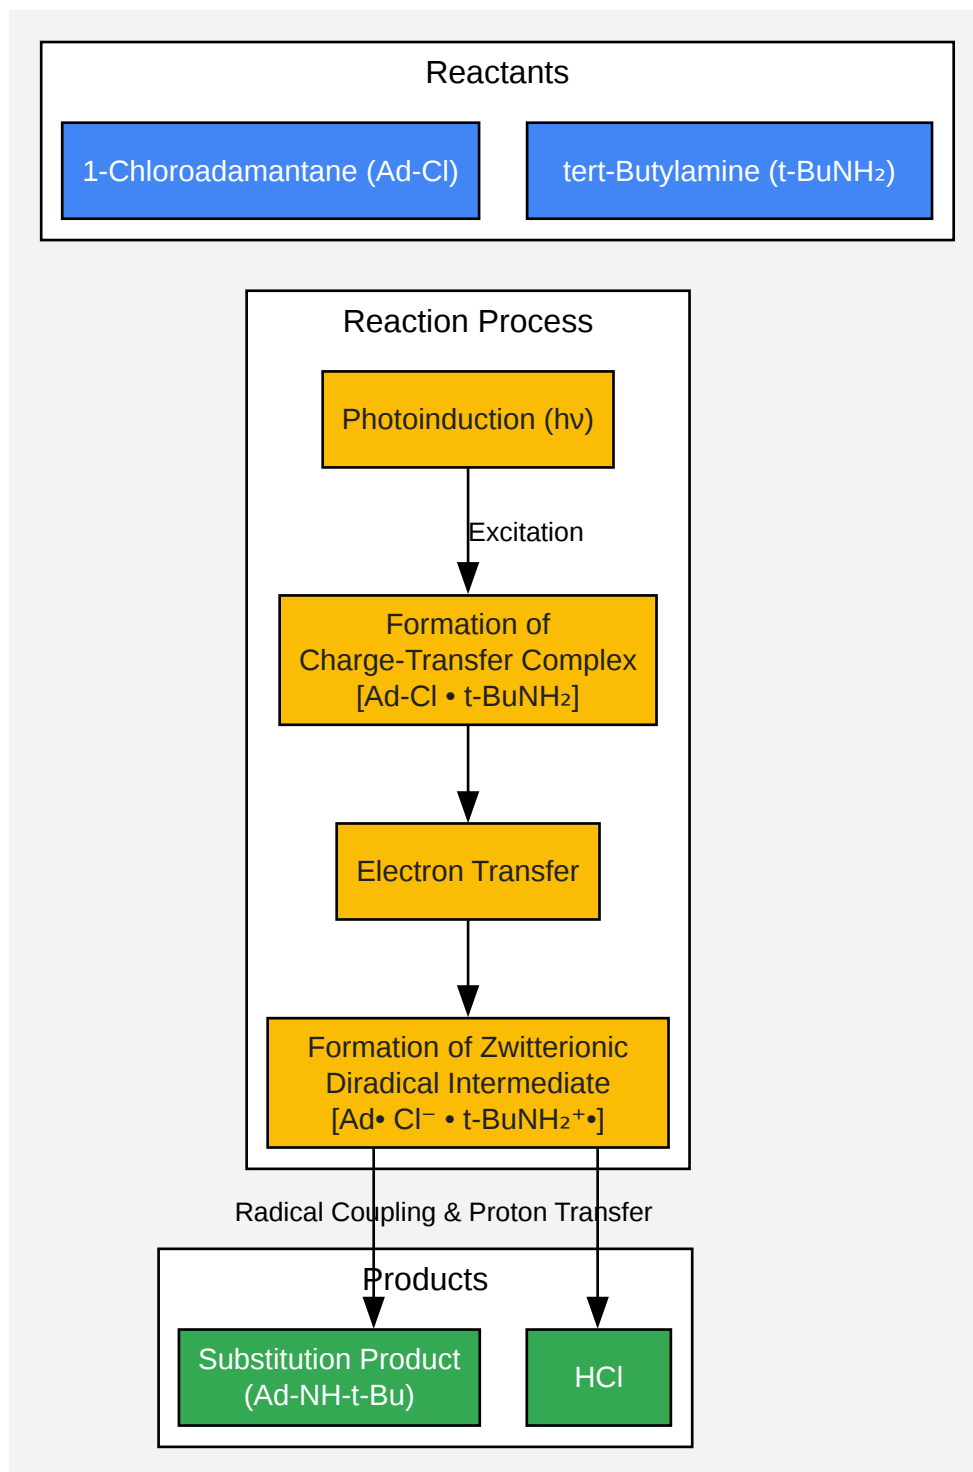 Reactants
1-Chloroadamantane (Ad-Cl)
tert-Butylamine (t-BuNH₂)
Reaction Process
Photoinduction (hν)
Excitation
Formation of
Charge-Transfer Complex
[Ad-Cl • t-BuNH₂]
Electron Transfer
Formation of Zwitterionic
Diradical Intermediate
[Ad• Cl⁻ • t-BuNH₂⁺•]
Radical Coupling & Proton Transfer
Products
Substitution Product
(Ad-NH-t-Bu)
HCl